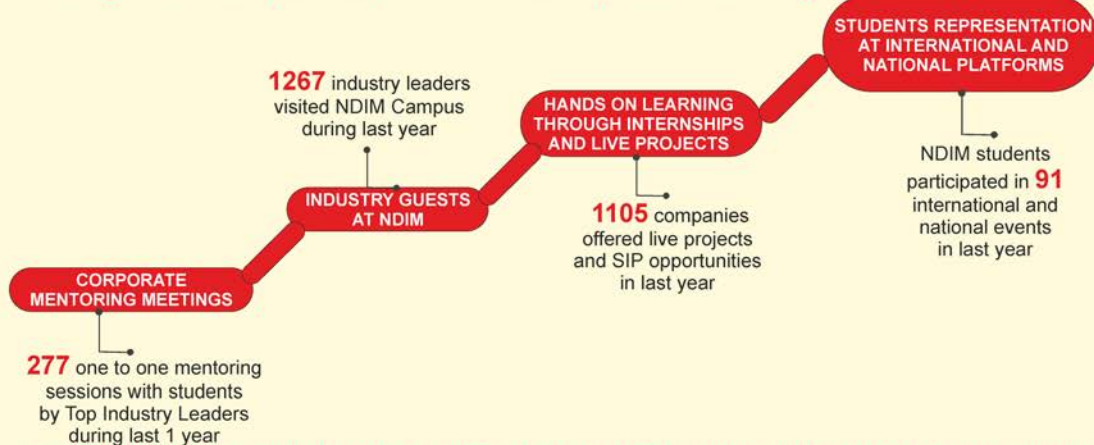 CORPORATE
MENTORING MEETINGS
277 one to one mentoring
sessions with students
by Top Industry Leaders
during last 1 year
1267 industry leaders
visited NDIM Campus
during last year
INDUSTRY GUESTS
AT NDIM
HANDS ON LEARNING
THROUGH INTERNSHIPS
AND LIVE PROJECTS
1105 companies
offered live projects
and SIP opportunities
in last year
STUDENTS REPRESENTATION
AT INTERNATIONAL AND
NATIONAL PLATFORMS
NDIM students
participated in 91
international and
national events
in last year